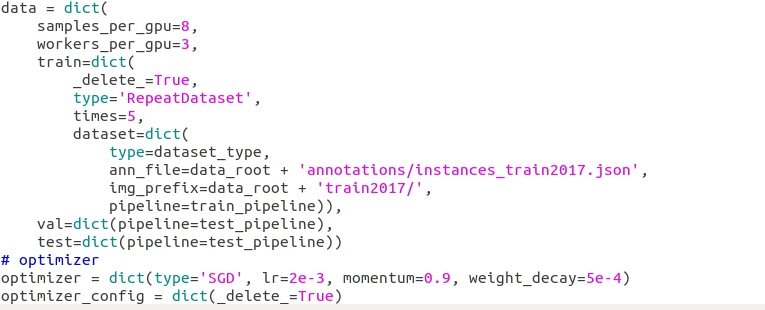 data = dict(
    samples_per_gpu=8,
    workers_per_gpu=3,
    train=dict(
        _delete_=True,
        type='RepeatDataset',
        times=5,
        dataset=dict(
            type=dataset_type,
            ann_file=data_root + 'annotations/instances_train2017.json',
            img_prefix=data_root + 'train2017/',
            pipeline=train_pipeline)),
    val=dict(pipeline=test_pipeline),
    test=dict(pipeline=test_pipeline))
# optimizer
optimizer = dict(type='SGD', lr=2e-3, momentum=0.9, weight_decay=5e-4)
optimizer_config = dict(_delete_=True)